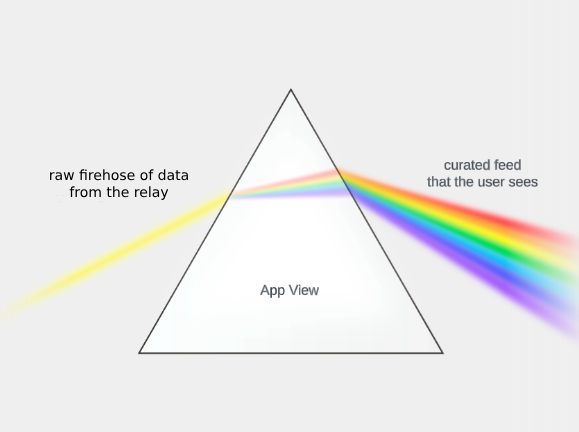 raw firehose of data
from the relay
curated feed
that the user sees
App View